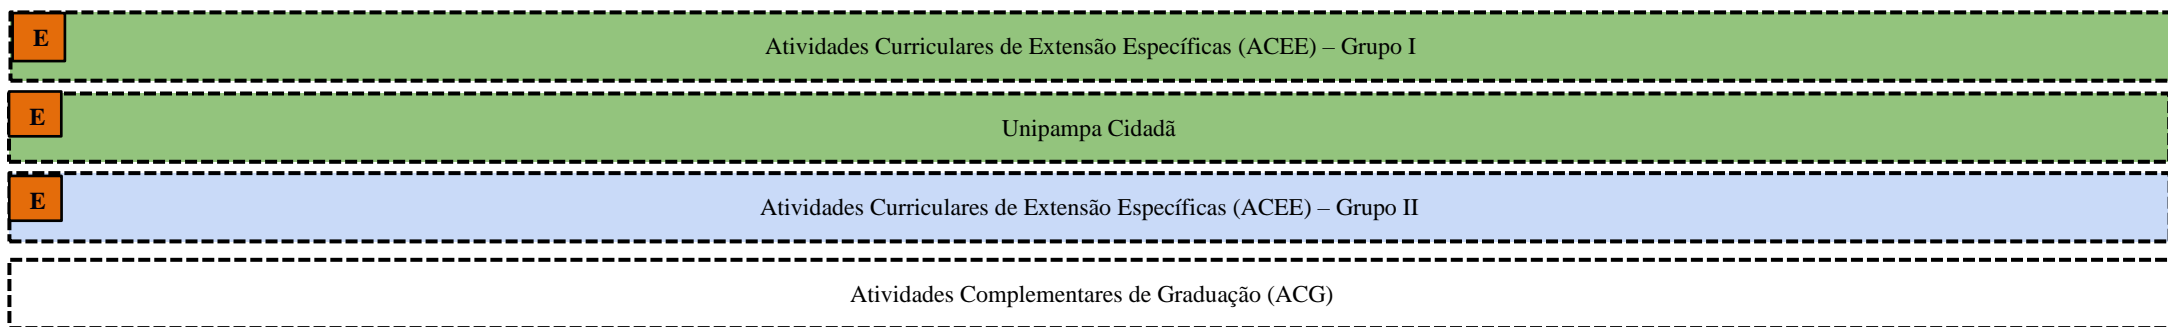 E
Atividades Curriculares de Extensão Específicas (ACEE) – Grupo I
E
Unipampa Cidadã
E
Atividades Curriculares de Extensão Específicas (ACEE) – Grupo II
Atividades Complementares de Graduação (ACG)